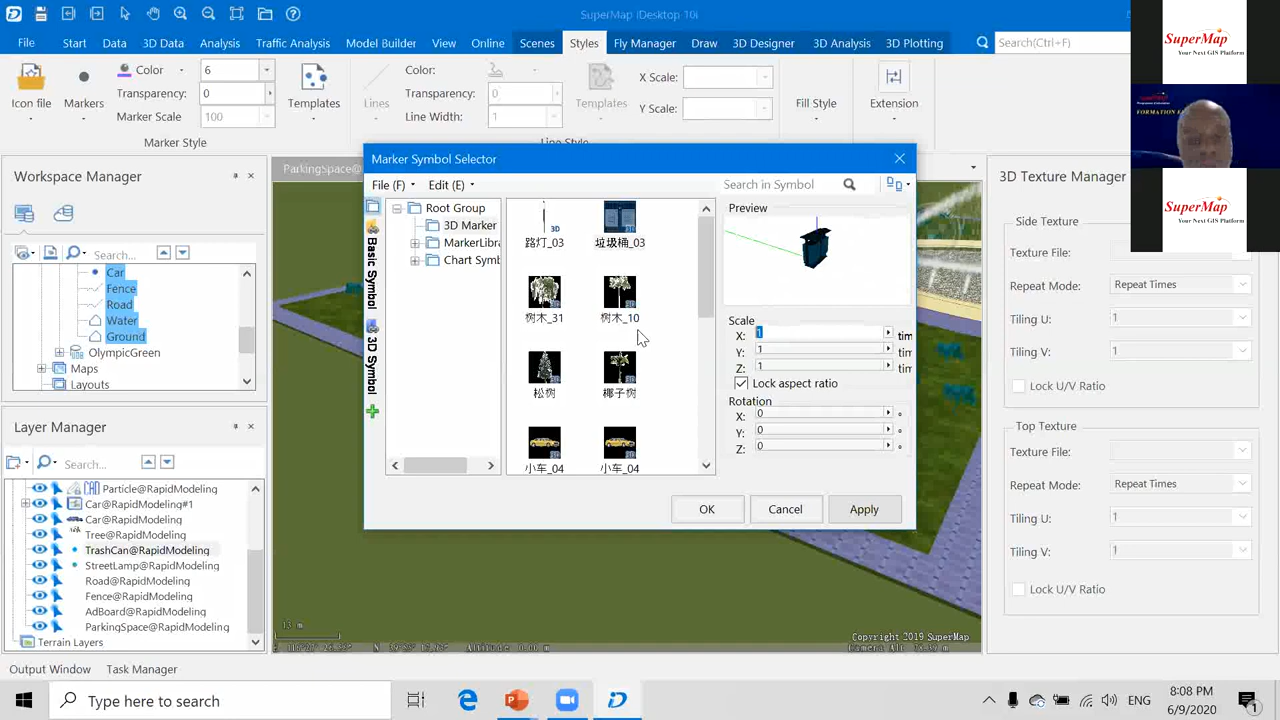 SuperMap iDesktop 10i
File
Start
Data
3D Data
Analysis
Traffic Analysis
Model Builder
View
Online
Scenes
Styles
Fly Manager
Draw
3D Designer
3D Analysis
3D Plotting
Search(Ctrl+F)
Icon file
Markers
Color
6
Transparency:
0
Marker Scale
100
Templates
Marker Style
Lines
Color:
Transparency:
0
Line Width:
1
Templates
X Scale:
Y Scale:
Fill Style
Extension
SuperMap
Your Next GIS Platform
SuperMap
Your Next GIS Platform
Workspace Manager
Search...
Car
Fence
Road
Water
Ground
OlympicGreen
Maps
Layouts
Layer Manager
Search...
Particle@RapidModeling
Car@RapidModeling#1
Car@RapidModeling
Tree@RapidModeling
TrashCan@RapidModeling
StreetLamp@RapidModeling
Road@RapidModeling
Fence@RapidModeling
AdBoard@RapidModeling
ParkingSpace@RapidModeling
Terrain Layers
Output Window
Task Manager
ParkingSpace@
Marker Symbol Selector
File (F)
Edit (E)
Search in Symbol
Basic Symbol
3D Symbol
Root Group
3D Marker
MarkerLibra
Chart Symb
路灯_03
垃圾桶_03
树木_31
树木_10
松树
椰子树
小车_04
小车_04
Preview
Scale
X: 1 tim
Y: 1 tim
Z: 1 tim
Lock aspect ratio
Rotation
X: 0 °
Y: 0 °
Z: 0 °
OK
Cancel
Apply
13 m
Copyright 2019 SuperMap
3D Texture Manager
Side Texture
Texture File:
Repeat Mode: Repeat Times
Tiling U: 1
Tiling V: 1
Lock U/V Ratio
Top Texture
Texture File:
Repeat Mode: Repeat Times
Tiling U: 1
Tiling V: 1
Lock U/V Ratio
Type here to search
ENG
8:08 PM
6/9/2020